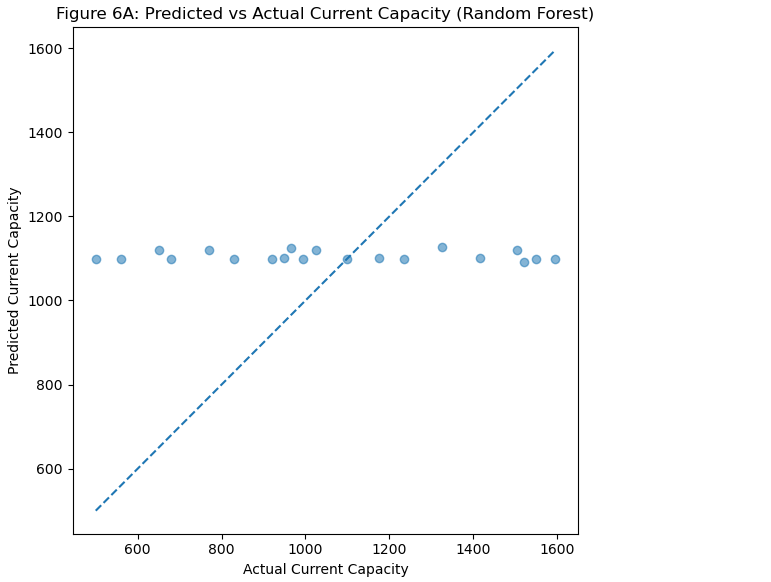 Figure 6A: Predicted vs Actual Current Capacity (Random Forest)
1600
1400
1200
1000
800
600
Predicted Current Capacity
600 800 1000 1200 1400 1600
Actual Current Capacity